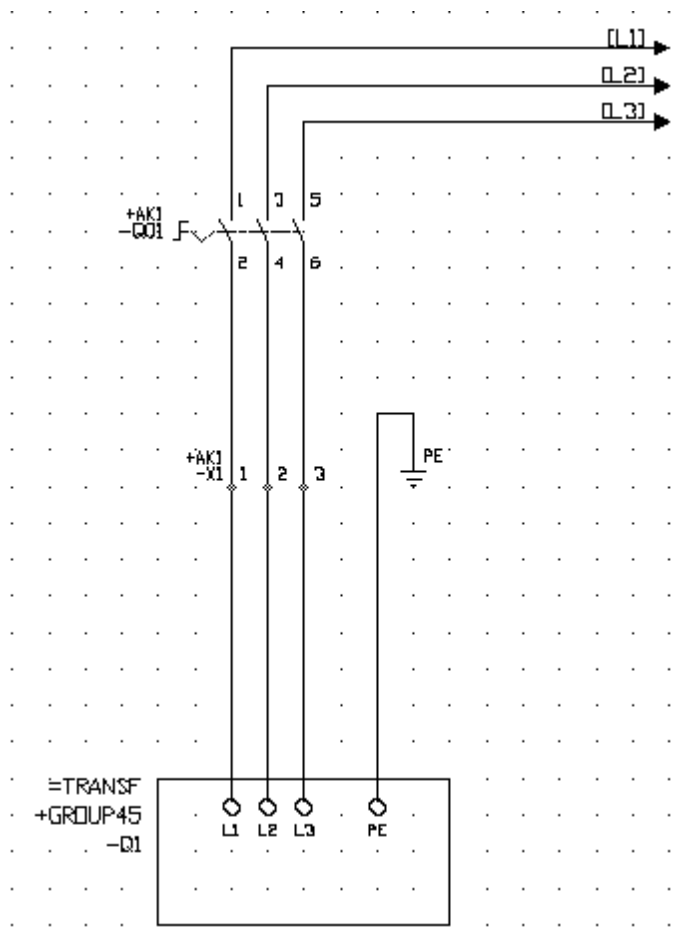 [L1]
[L2]
[L3]
1 3 5
+AK1
-Q01
2 4 6
+AK1
-X1 1 2 3
PE
=TRANSF
+GROUP45
-Q1
L1 L2 L3 PE